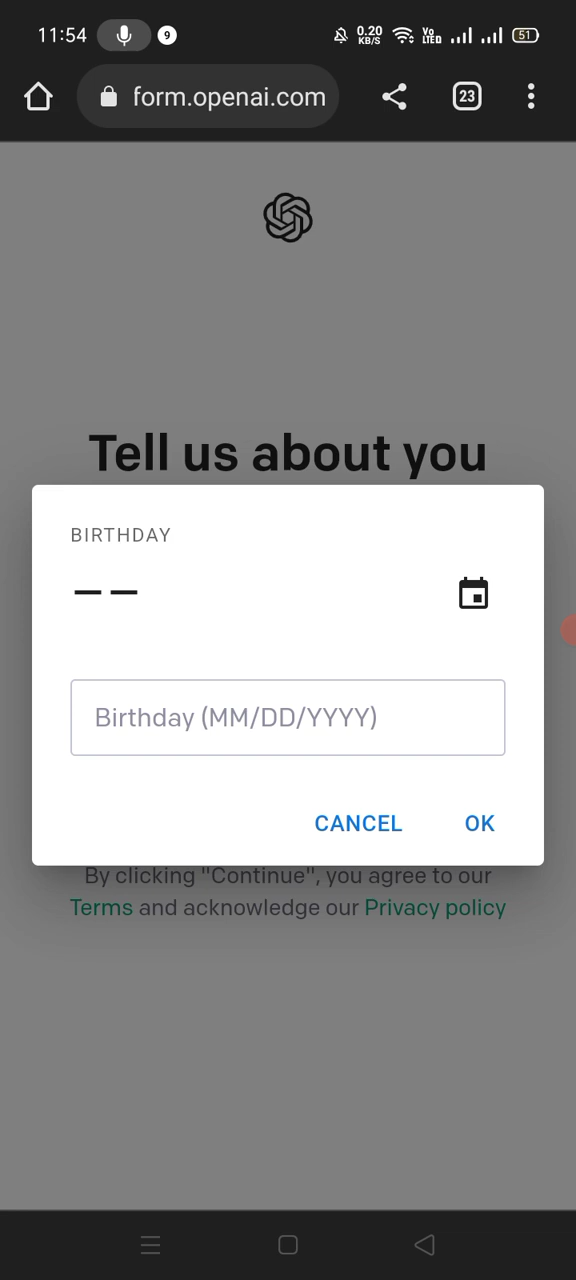 11:54
9
0.20
KB/S
Vo
LTED
51
form.openai.com
23
Tell us about you
BIRTHDAY
– –
Birthday (MM/DD/YYYY)
CANCEL
OK
By clicking "Continue", you agree to our
Terms and acknowledge our Privacy policy